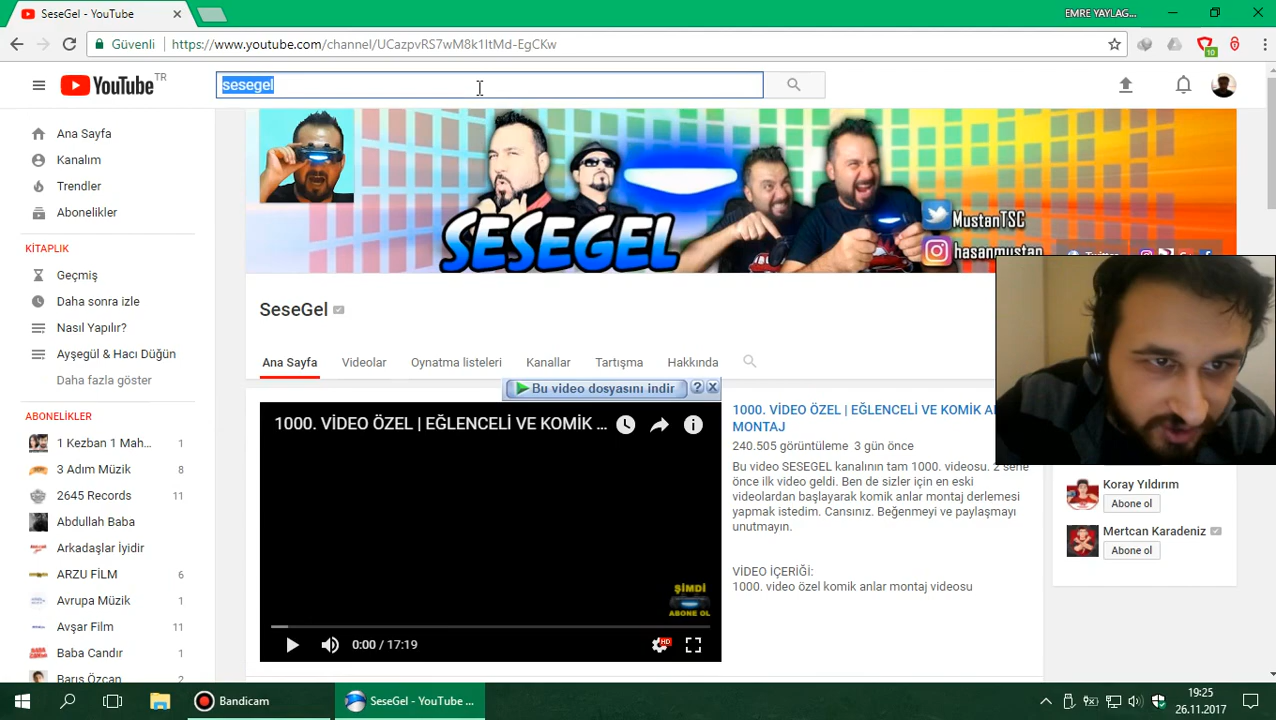 SeseGel - YouTube
EMRE YAYLAG...
Güvenli
https://www.youtube.com/channel/UCazpvRS7wM8k1ItMd-EgCKw
10
YouTube TR
sesegel
Ana Sayfa
Kanalım
Trendler
Abonelikler
KİTAPLIK
Geçmiş
Daha sonra izle
Nasıl Yapılır?
Ayşegül & Hacı Düğün
Daha fazla göster
ABONELİKLER
1 Kezban 1 Mah... 1
3 Adım Müzik 8
2645 Records 11
Abdullah Baba
Arkadaşlar İyidir
ARZU FİLM 6
Avrupa Müzik 1
Avşar Film 11
Baba Candır 1
Barış Özcan
SESEGEL
MustanTSC
hasanmustan
Twitter
SeseGel
Ana Sayfa
Videolar
Oynatma listeleri
Kanallar
Tartışma
Hakkında
Bu video dosyasını indir
?
X
1000. VİDEO ÖZEL | EĞLENCELİ VE KOMİK ...
ŞİMDİ
ABONE OL
0:00 / 17:19
HD
1000. VİDEO ÖZEL | EĞLENCELİ VE KOMİK
MONTAJ
240.505 görüntüleme 3 gün önce
Bu video SESEGEL kanalının tam 1000. videosu. 2 sene
önce ilk video geldi. Ben de sizler için en eski
videolardan başlayarak komik anlar montaj derlemesi
yapmak istedim. Cansınız. Beğenmeyi ve paylaşmayı
unutmayın.
VİDEO İÇERİĞİ:
1000. video özel komik anlar montaj videosu
Koray Yıldırım
Abone ol
Mertcan Karadeniz
Abone ol
Bandicam
SeseGel - YouTube ...
19:25
26.11.2017